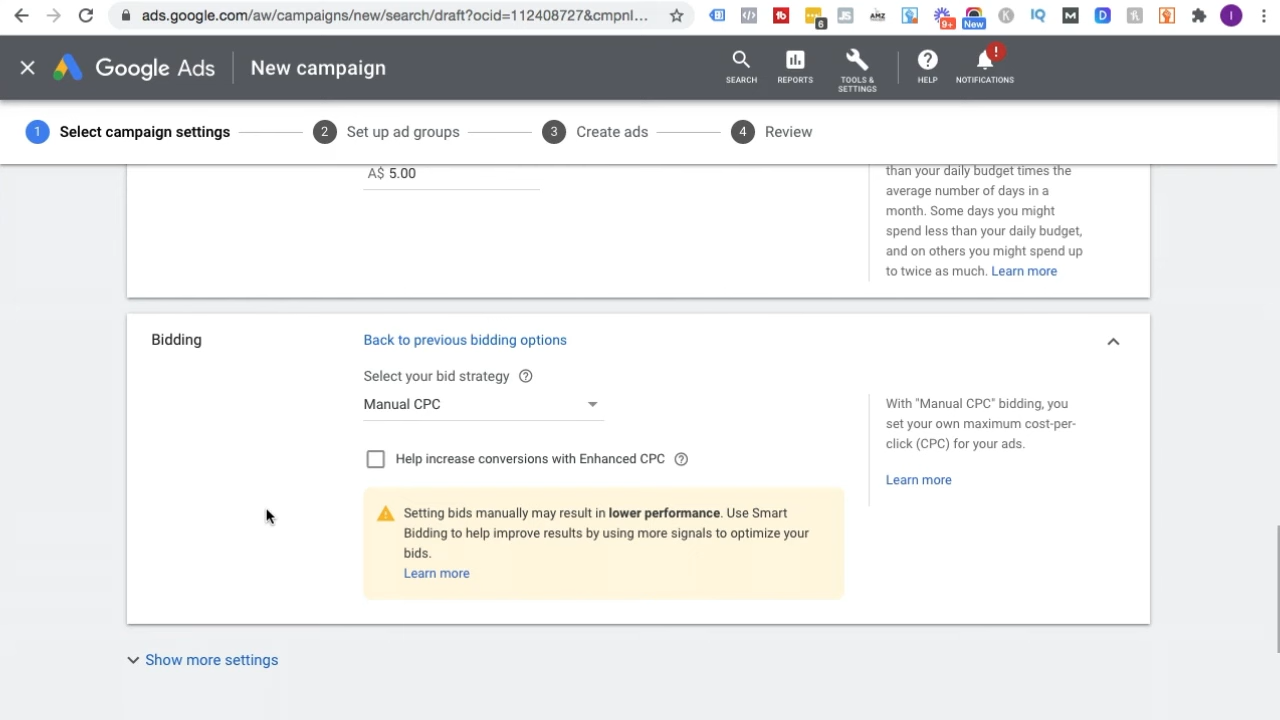 ads.google.com/aw/campaigns/new/search/draft?ocid=112408727&cmpnl...
6
JS
AMZ
9+
New
K
IQ
M
D
I
Google Ads
New campaign
SEARCH
REPORTS
TOOLS &
SETTINGS
HELP
NOTIFICATIONS
1 Select campaign settings
2 Set up ad groups
3 Create ads
4 Review
A$ 5.00
than your daily budget times the
average number of days in a
month. Some days you might
spend less than your daily budget,
and on others you might spend up
to twice as much. Learn more
Bidding
Back to previous bidding options
Select your bid strategy
Manual CPC
Help increase conversions with Enhanced CPC
Setting bids manually may result in lower performance. Use Smart
Bidding to help improve results by using more signals to optimize your
bids.
Learn more
With "Manual CPC" bidding, you
set your own maximum cost-per-
click (CPC) for your ads.
Learn more
Show more settings